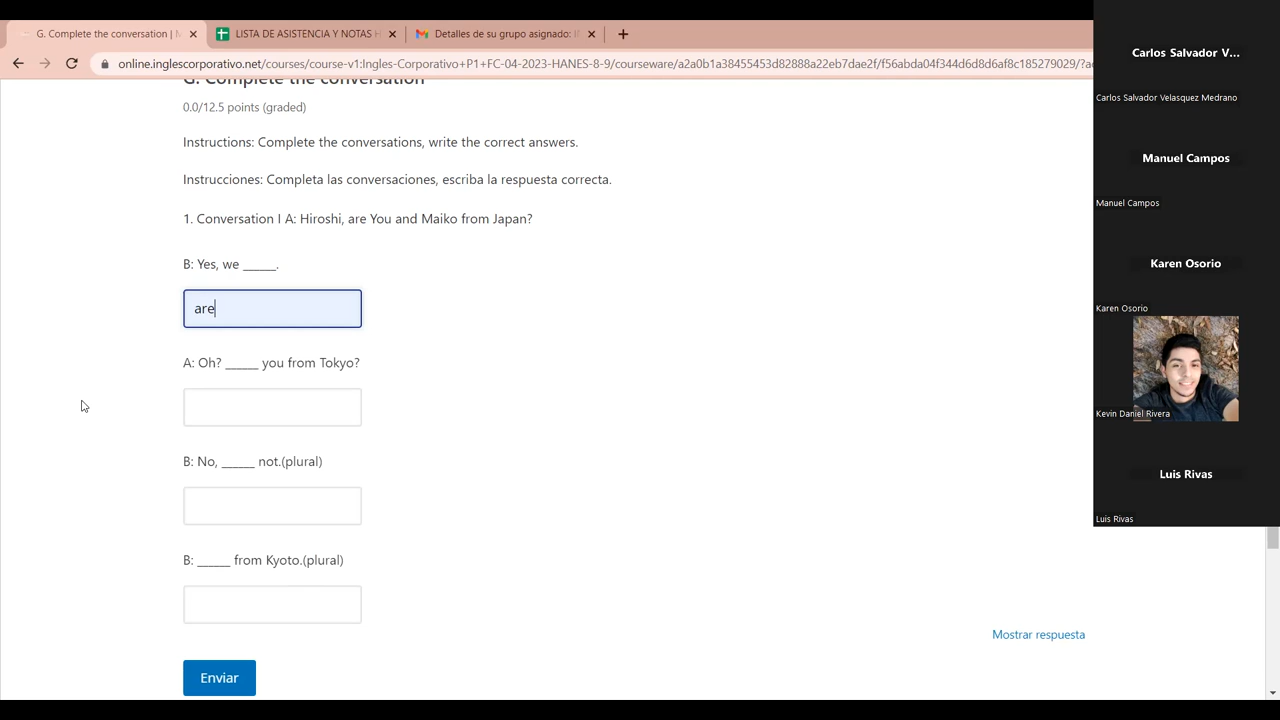 G. Complete the conversation | M
LISTA DE ASISTENCIA Y NOTAS H
Detalles de su grupo asignado: I
online.inglescorporativo.net/courses/course-v1:Ingles-Corporativo+P1+FC-04-2023-HANES-8-9/courseware/a2a0b1a38455453d82888a22eb7dae2f/f56abda04f344d6d8d6af8c185279029/?a
G. Complete the conversation
0.0/12.5 points (graded)
Instructions: Complete the conversations, write the correct answers.
Instrucciones: Completa las conversaciones, escriba la respuesta correcta.
1. Conversation I A: Hiroshi, are You and Maiko from Japan?
B: Yes, we ______.
are
A: Oh? ______ you from Tokyo?
B: No, ______ not.(plural)
B: ______ from Kyoto.(plural)
Mostrar respuesta
Enviar
Carlos Salvador V...
Carlos Salvador Velasquez Medrano
Manuel Campos
Manuel Campos
Karen Osorio
Karen Osorio
Kevin Daniel Rivera
Luis Rivas
Luis Rivas